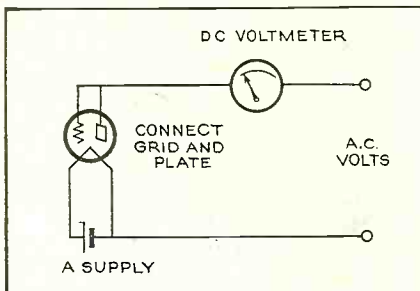 DC VOLTMETER
CONNECT
GRID AND
PLATE
A.C.
VOLTS
A SUPPLY